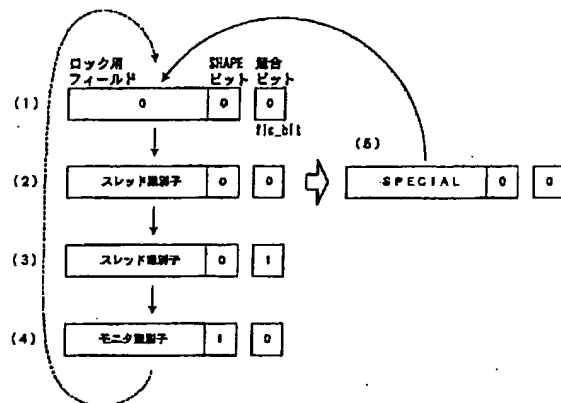 ロック用 SHAPE 競合
フィールド ビット ビット
(1) 0 0 0
flc_bit
(5)
(2) スレッド識別子 0 0 SPECIAL 0 0
(3) スレッド識別子 0 1
(4) モニタ識別子 1 0